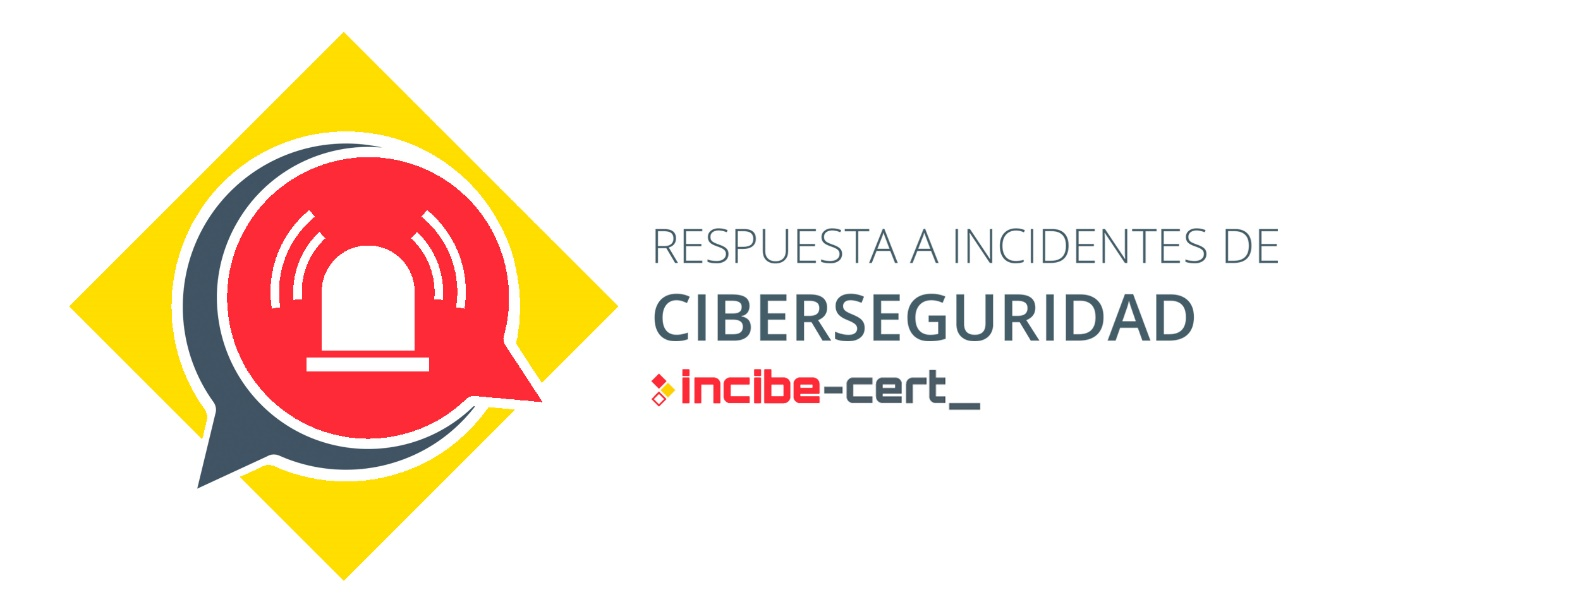 RESPUESTA A INCIDENTES DE
CIBERSEGURIDAD
incibe-cert_